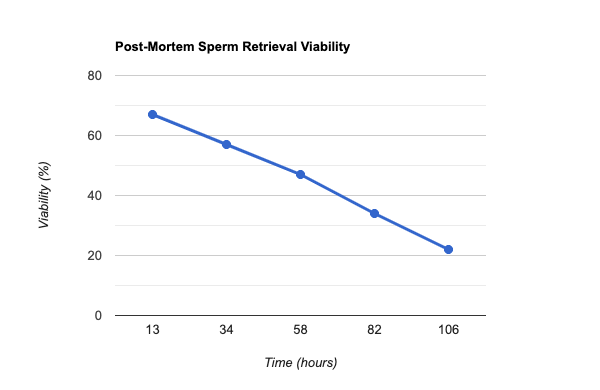 Post-Mortem Sperm Retrieval Viability
80
60
40
20
0
Viability (%)
13 34 58 82 106
Time (hours)